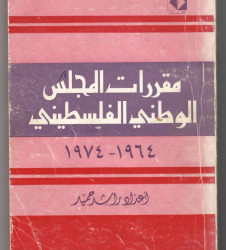 مقررات المجلس
الوطني الفلسطيني
١٩٦٤-١٩٧٤
اعداد راشد حميد